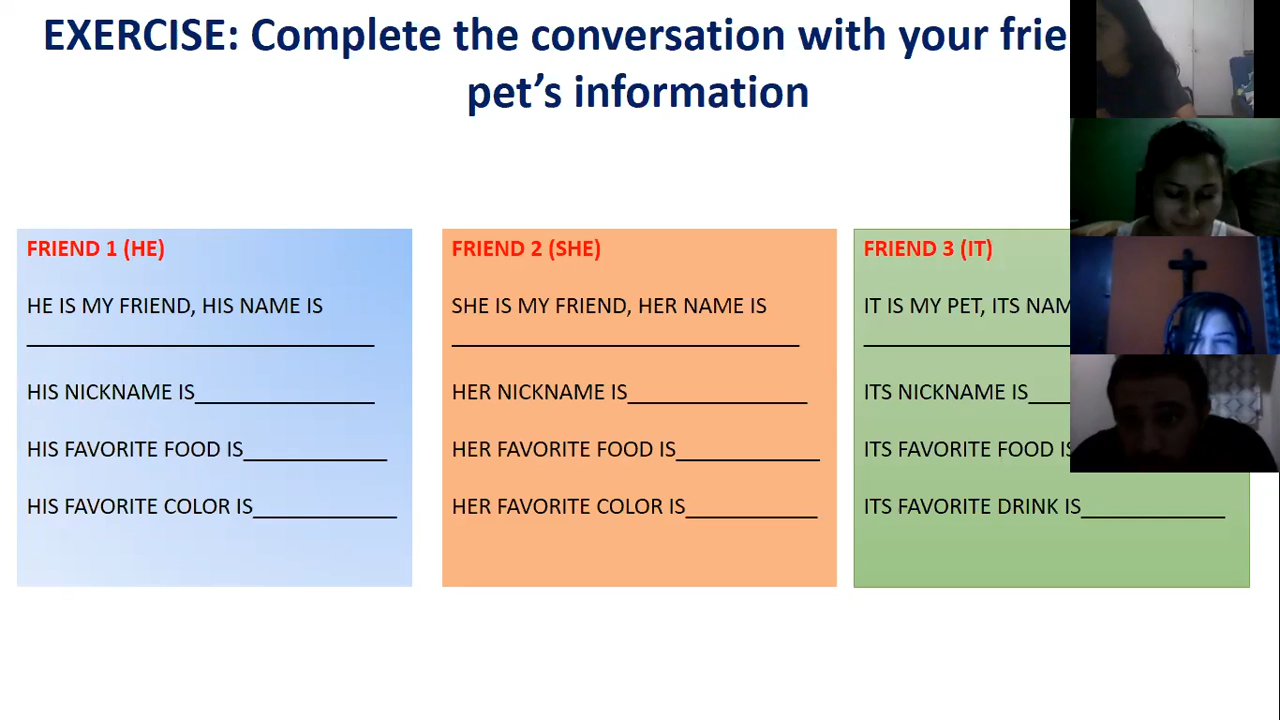 EXERCISE: Complete the conversation with your
pet’s information
FRIEND 1 (HE)
HE IS MY FRIEND, HIS NAME IS
HIS NICKNAME IS
HIS FAVORITE FOOD IS
HIS FAVORITE COLOR IS
FRIEND 2 (SHE)
SHE IS MY FRIEND, HER NAME IS
HER NICKNAME IS
HER FAVORITE FOOD IS
HER FAVORITE COLOR IS
FRIEND 3 (IT)
IT IS MY PET, ITS
ITS NICKNAME IS
ITS FAVORITE FOOD IS
ITS FAVORITE DRINK IS